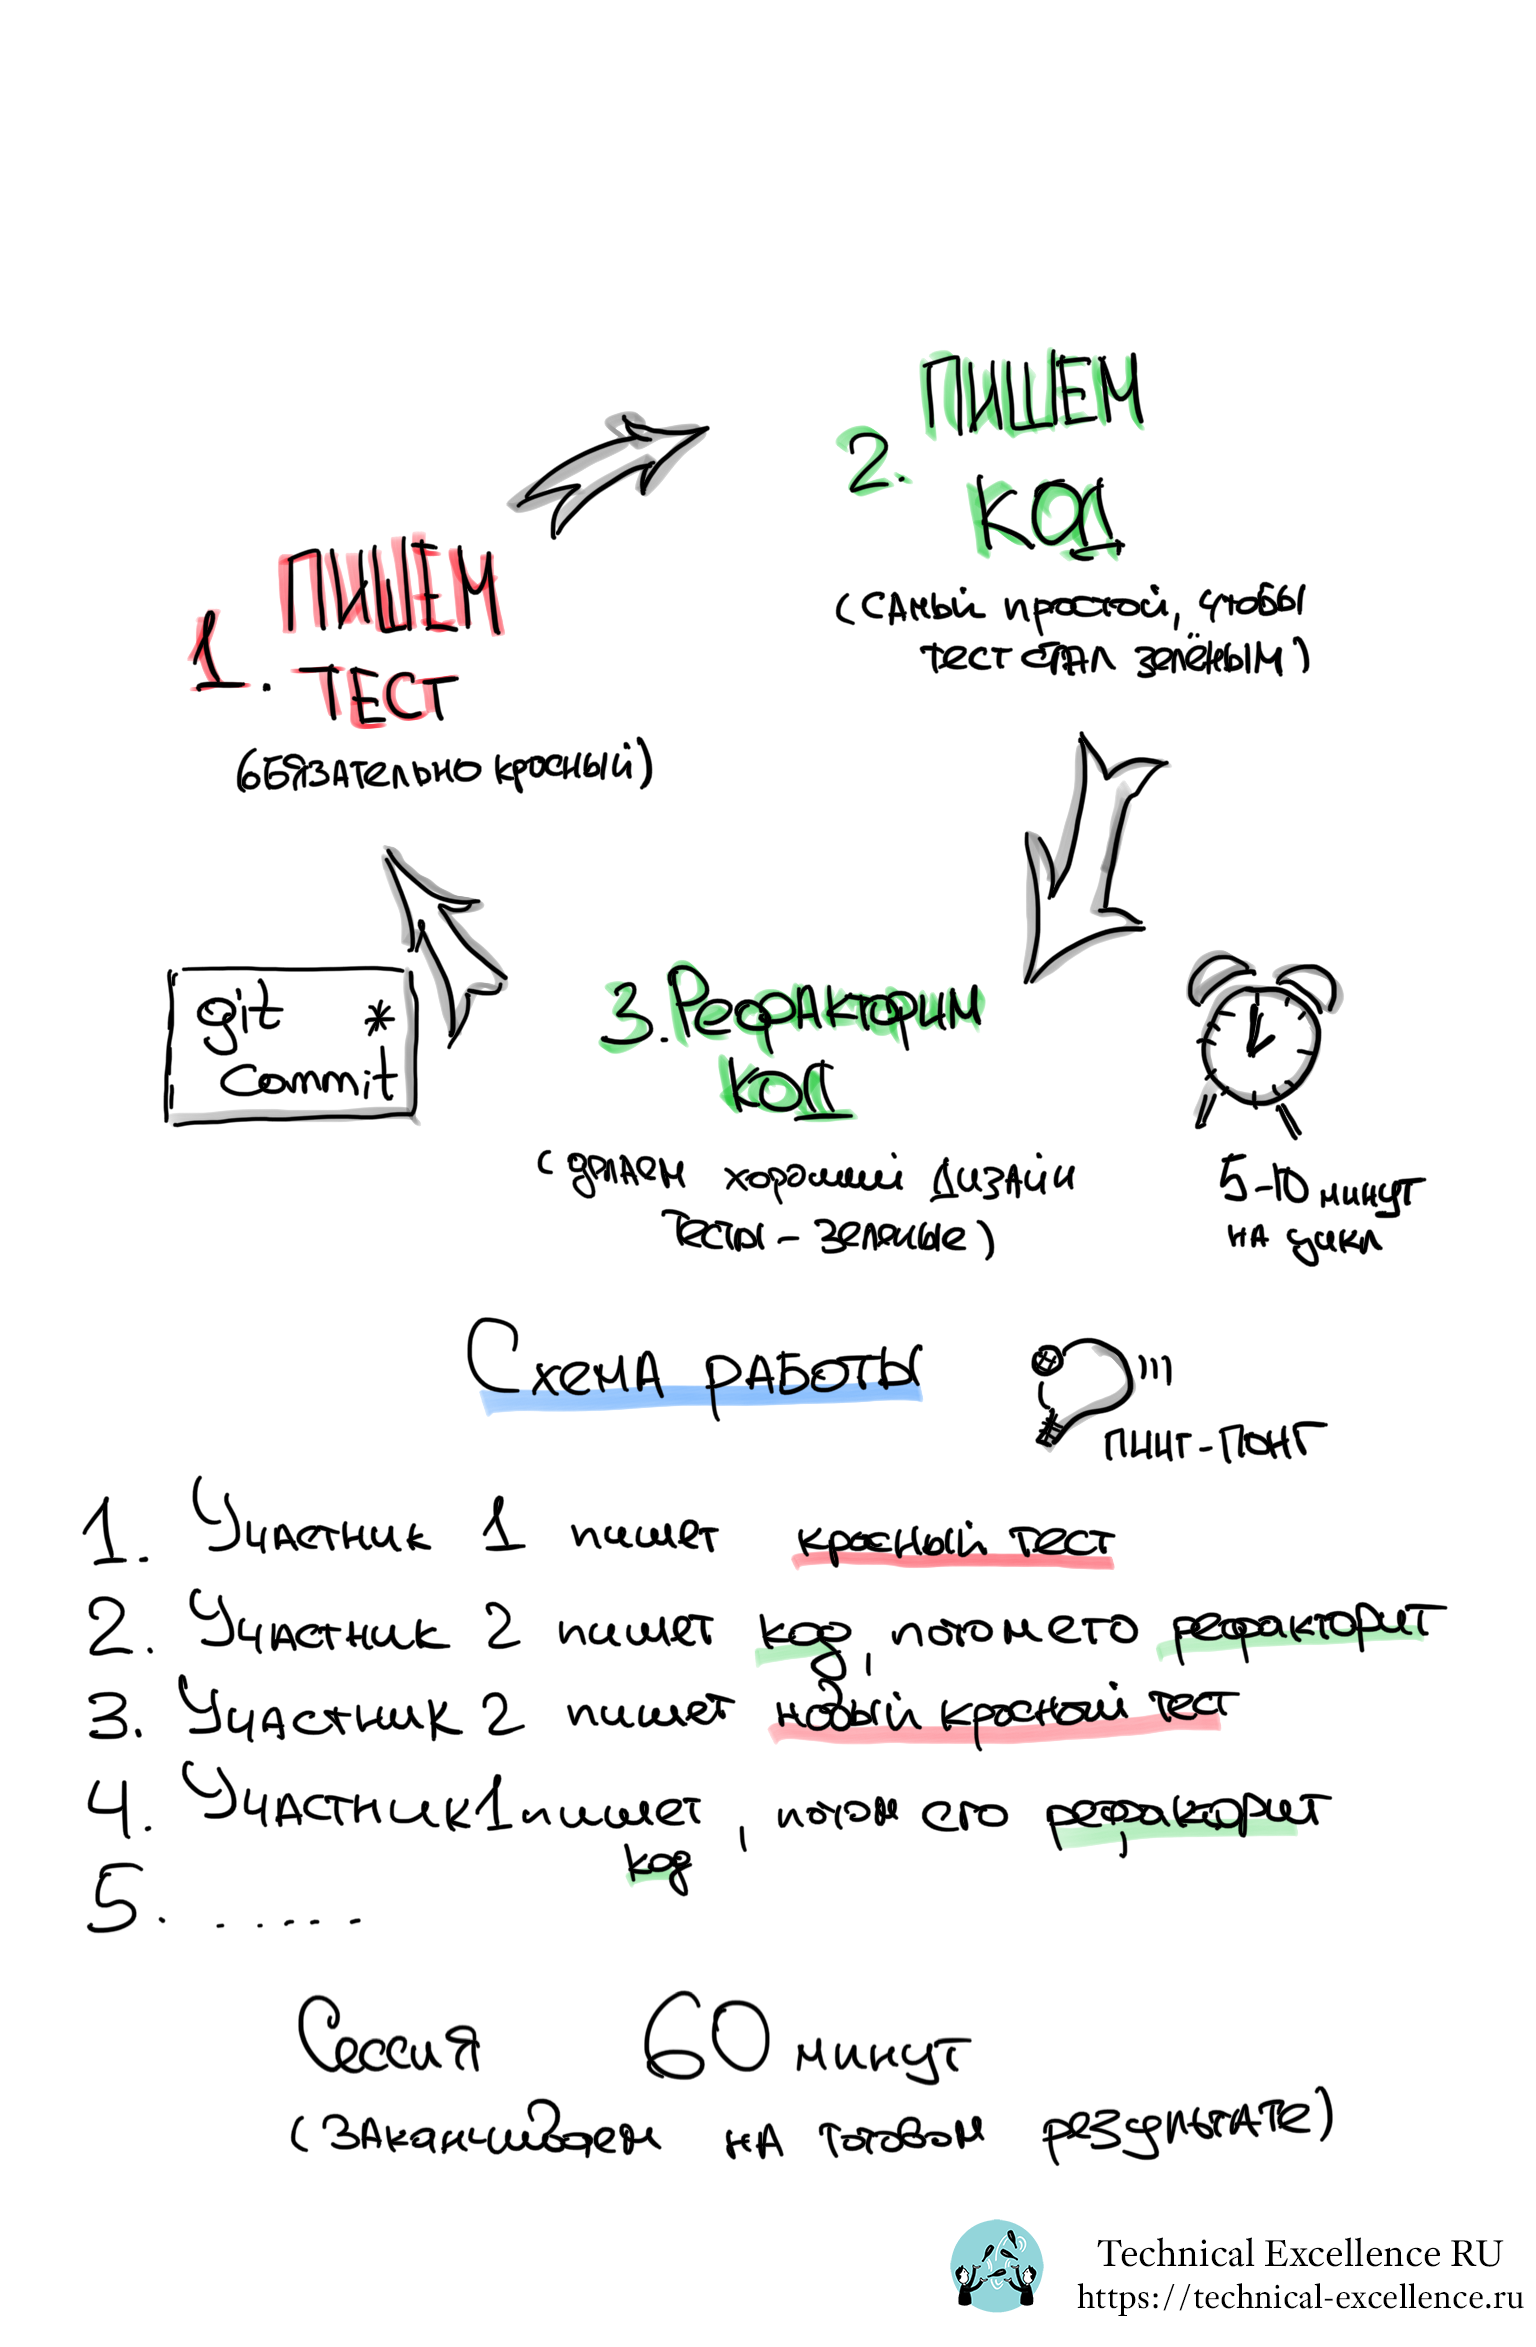 1. ПИШЕМ
ТЕСТ
(обязательно красный)
2. ПИШЕМ
КОД
(самый простой, чтобы
тест стал зелёным)
3. Рефакторим
код
(делаем хороший дизайн
тесты - зеленые)
git *
commit
5-10 минут
на цикл
Схема работы
пинг-понг
1. Участник 1 пишет красный тест
2. Участник 2 пишет код, потом его рефакторит
3. Участник 2 пишет новый красный тест
4. Участник 1 пишет код, потом его рефакторит
5. ......
Сессия 60 минут
(заканчиваем на готовом результате)
Technical Excellence RU
https://technical-excellence.ru